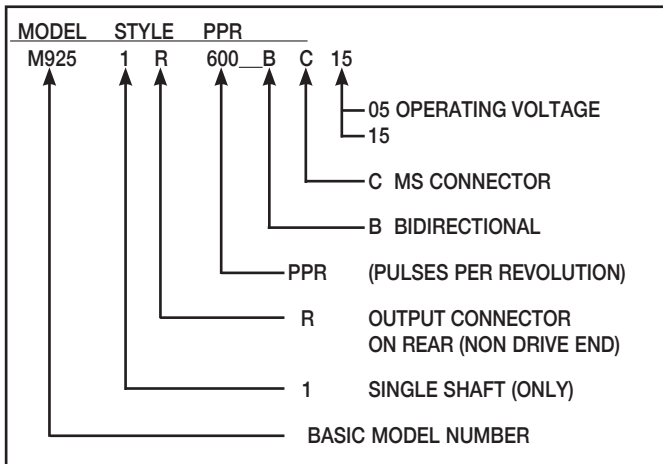 MODEL STYLE PPR
M925 1 R 600__B C 15
05 OPERATING VOLTAGE
15
C MS CONNECTOR
B BIDIRECTIONAL
PPR (PULSES PER REVOLUTION)
R OUTPUT CONNECTOR
ON REAR (NON DRIVE END)
1 SINGLE SHAFT (ONLY)
BASIC MODEL NUMBER